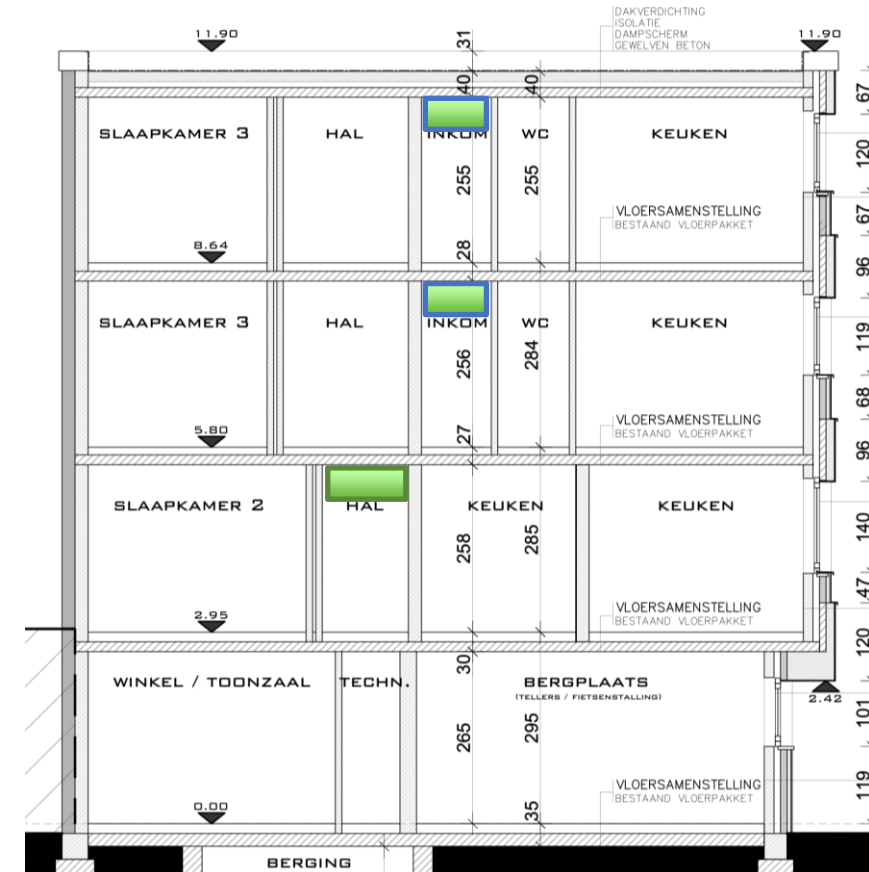 DAKVERDICHTING
ISOLATIE
DAMPSCHERM
GEWELVEN BETON
11.90
31
11.90
40
40
67
SLAAPKAMER 3
HAL
INKOM
WC
KEUKEN
120
255
255
VLOERSAMENSTELLING
BESTAAND VLOERPAKKET
67
8.64
28
96
SLAAPKAMER 3
HAL
INKOM
WC
KEUKEN
119
256
284
68
VLOERSAMENSTELLING
BESTAAND VLOERPAKKET
5.80
27
96
SLAAPKAMER 2
HAL
KEUKEN
KEUKEN
140
258
285
47
VLOERSAMENSTELLING
BESTAAND VLOERPAKKET
2.95
120
30
WINKEL / TOONZAAL
TECHN.
BERGPLAATS
(TELLERS / FIETSENSTALLING)
2.42
101
265
295
VLOERSAMENSTELLING
BESTAAND VLOERPAKKET
119
0.00
35
BERGING